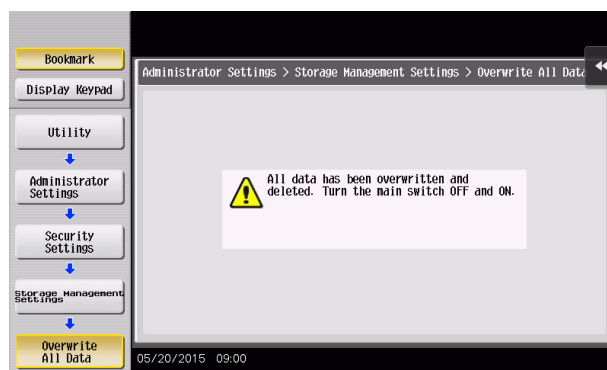 Bookmark
Display Keypad
Utility
Administrator
Settings
Security
Settings
Storage Management
Settings
Overwrite
All Data
Administrator Settings > Storage Management Settings > Overwrite All Data
All data has been overwritten and
deleted. Turn the main switch OFF and ON.
05/20/2015 09:00